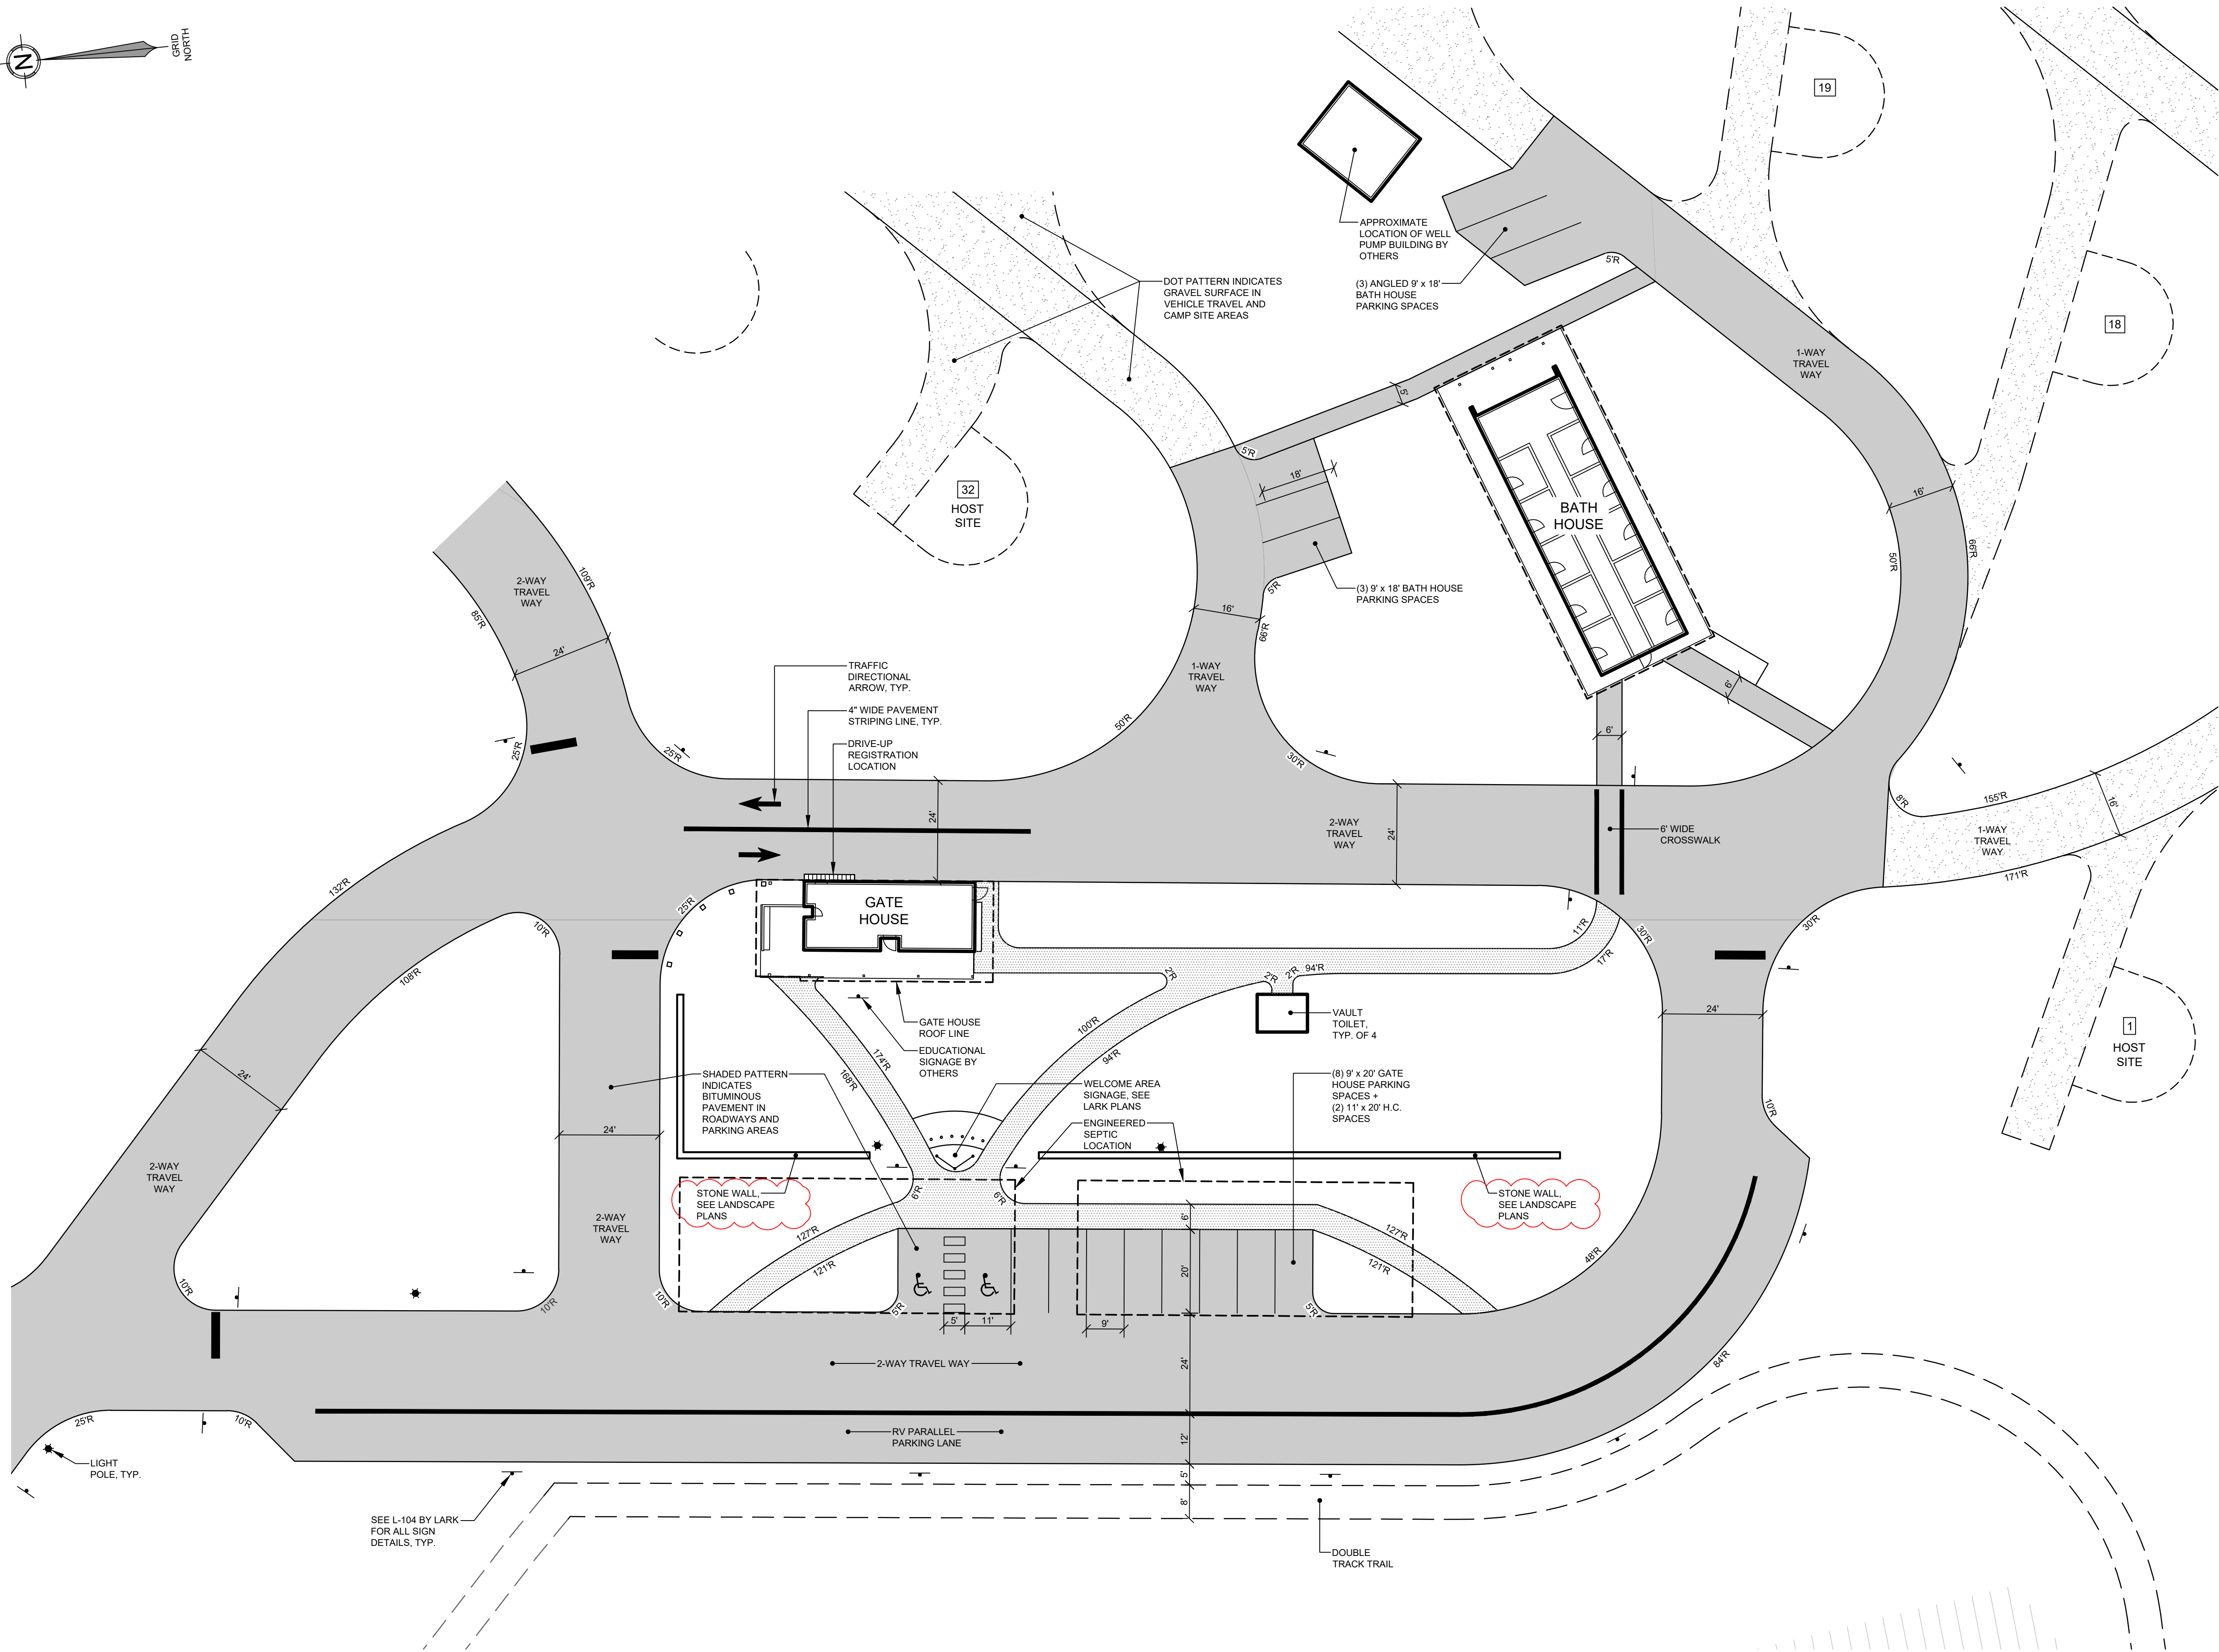 N
GRID
NORTH
19
APPROXIMATE
LOCATION OF WELL
PUMP BUILDING BY
OTHERS
(3) ANGLED 9' x 18'
BATH HOUSE
PARKING SPACES
5'R
DOT PATTERN INDICATES
GRAVEL SURFACE IN
VEHICLE TRAVEL AND
CAMP SITE AREAS
18
1-WAY
TRAVEL
WAY
5'
5'R
18'
32
HOST
SITE
16'
BATH
HOUSE
66'R
50'R
2-WAY
TRAVEL
WAY
109'R
85'R
24'
(3) 9' x 18' BATH HOUSE
PARKING SPACES
5'R
16'
66'R
1-WAY
TRAVEL
WAY
TRAFFIC
DIRECTIONAL
ARROW, TYP.
4" WIDE PAVEMENT
STRIPING LINE, TYP.
DRIVE-UP
REGISTRATION
LOCATION
50'R
25'R
25'R
30'R
6'
6'
24'
2-WAY
TRAVEL
WAY
24'
6' WIDE
CROSSWALK
8'R
155'R
16'
1-WAY
TRAVEL
WAY
171'R
132'R
25'R
10'R
GATE
HOUSE
11'R
17'R
30'R
30'R
108'R
2'R
2'R
2'R
94'R
GATE HOUSE
ROOF LINE
EDUCATIONAL
SIGNAGE BY
OTHERS
VAULT
TOILET,
TYP. OF 4
24'
1
HOST
SITE
100'R
94'R
174'R
168'R
24'
SHADED PATTERN
INDICATES
BITUMINOUS
PAVEMENT IN
ROADWAYS AND
PARKING AREAS
WELCOME AREA
SIGNAGE, SEE
LARK PLANS
ENGINEERED
SEPTIC
LOCATION
(8) 9' x 20' GATE
HOUSE PARKING
SPACES +
(2) 11' x 20' H.C.
SPACES
10'R
24'
2-WAY
TRAVEL
WAY
2-WAY
TRAVEL
WAY
STONE WALL,
SEE LANDSCAPE
PLANS
STONE WALL,
SEE LANDSCAPE
PLANS
6'R
6'R
6'
127'R
121'R
127'R
121'R
48'R
20'
10'R
10'R
10'R
5'R
5'R
5'
11'
9'
2-WAY TRAVEL WAY
24'
84'R
25'R
10'R
RV PARALLEL
PARKING LANE
12'
LIGHT
POLE, TYP.
5'
8'
SEE L-104 BY LARK
FOR ALL SIGN
DETAILS, TYP.
DOUBLE
TRACK TRAIL